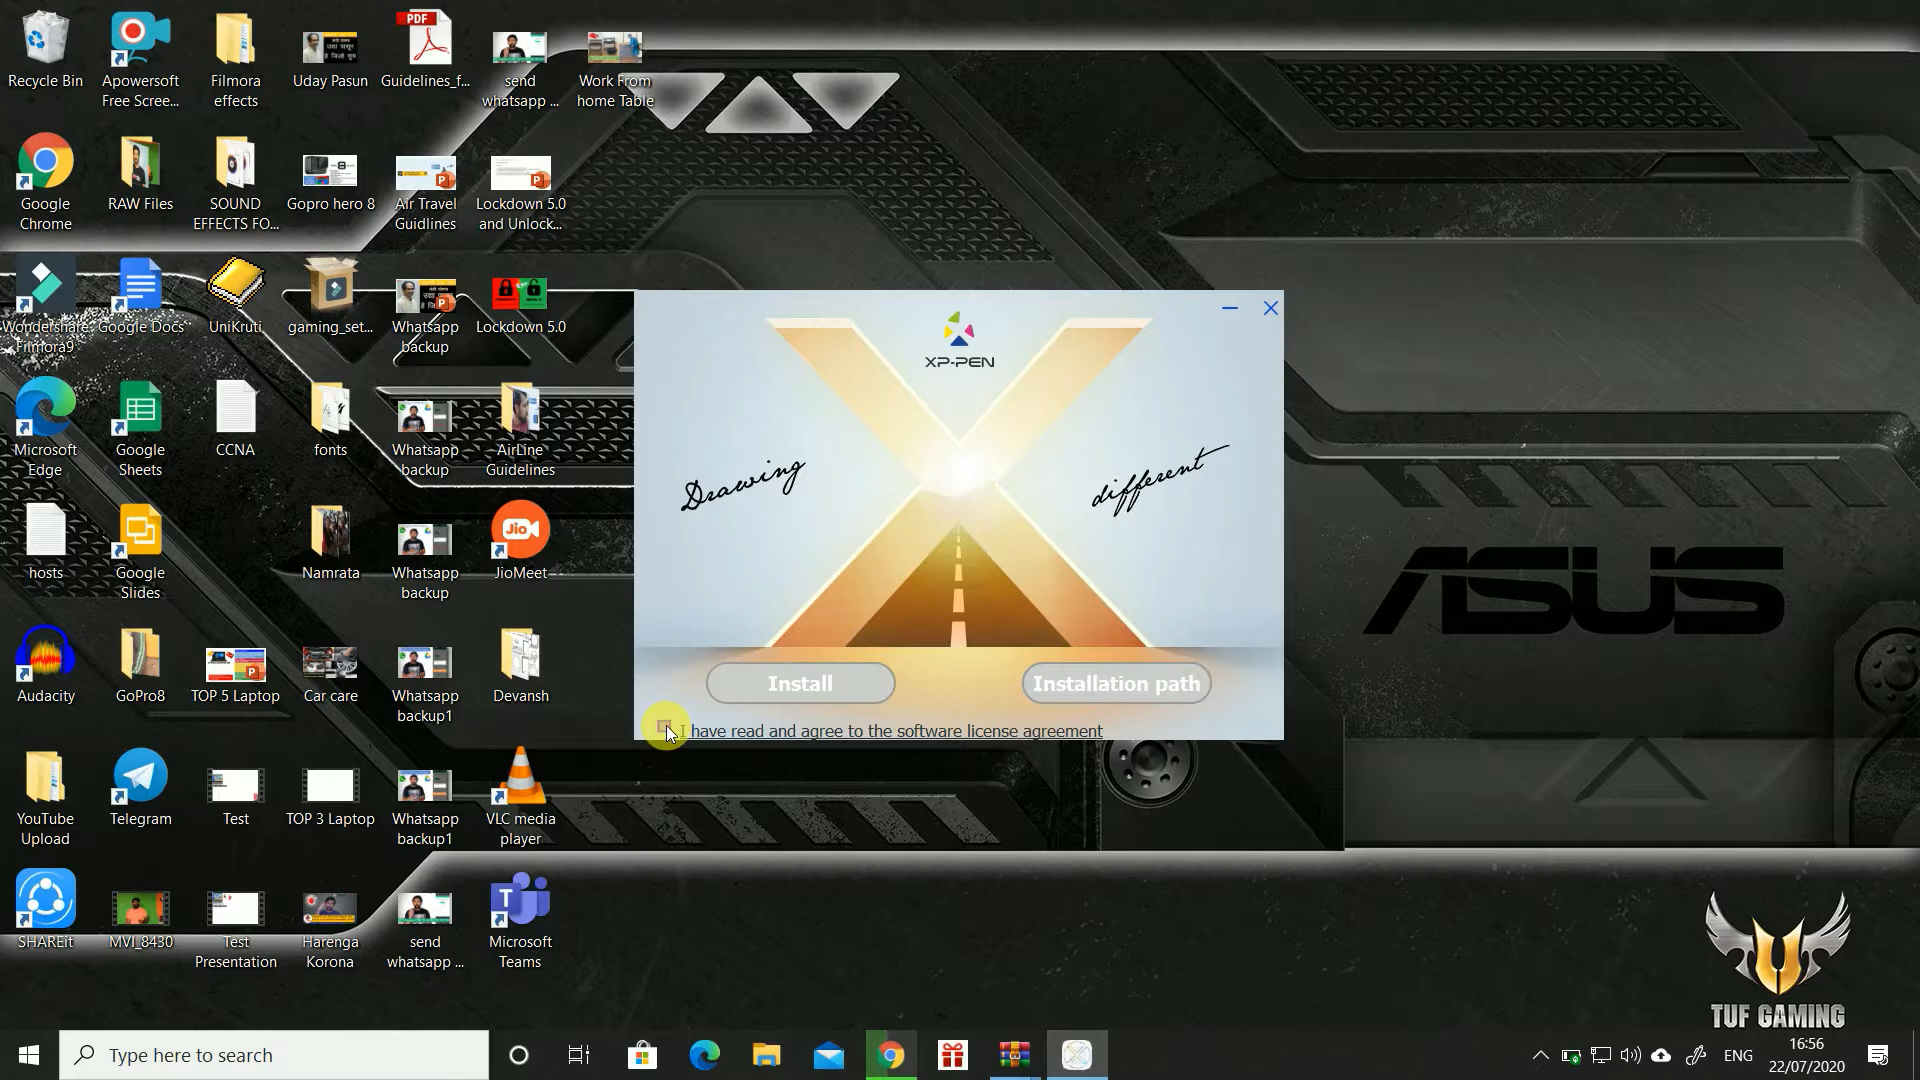 Recycle Bin
Apowersoft
Free Scree...
Filmora
effects
Uday Pasun
PDF
Guidelines_f...
send
whatsapp ...
Work From
home Table
Google
Chrome
RAW Files
SOUND
EFFECTS FO...
Gopro hero 8
Air Travel
Guidlines
Lockdown 5.0
and Unlock...
Wondershare
Filmora9
Google Docs
UniKruti
gaming_set...
Whatsapp
backup
Lockdown 5.0
Microsoft
Edge
Google
Sheets
CCNA
fonts
Whatsapp
backup
AirLine
Guidelines
hosts
Google
Slides
Namrata
Whatsapp
backup
Jio
JioMeet
Audacity
GoPro8
TOP 5 Laptop
Car care
Whatsapp
backup1
Devansh
YouTube
Upload
Telegram
Test
TOP 3 Laptop
Whatsapp
backup1
VLC media
player
SHAREit
MVI_8430
Test
Presentation
Harenga
Korona
send
whatsapp ...
Microsoft
Teams
XP-PEN
Drawing
different
Install
Installation path
I have read and agree to the software license agreement
ASUS
TUF GAMING
Type here to search
ENG
16:56
22/07/2020